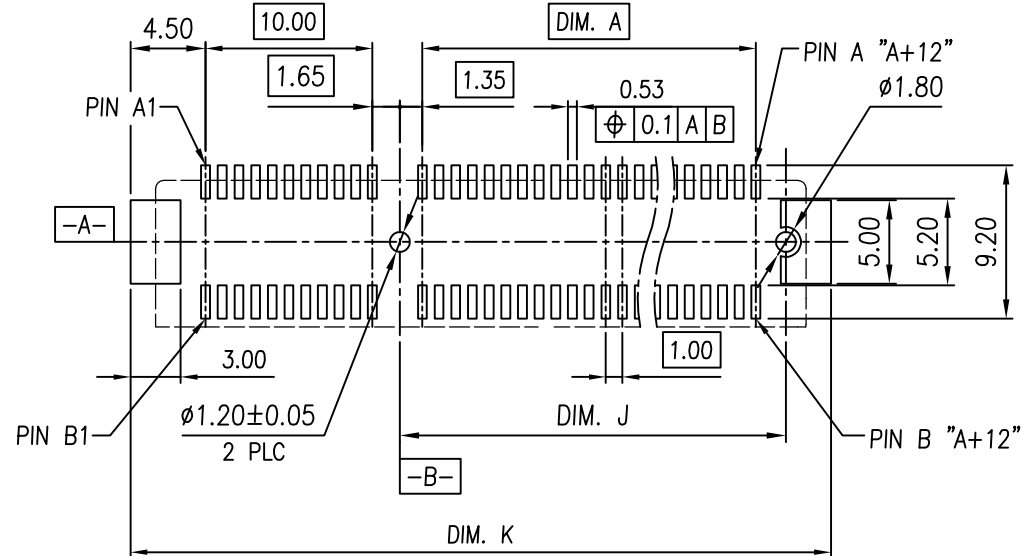 4.50
10.00
DIM. A
PIN A "A+12"
1.65
1.35
0.53
ø1.80
PIN A1
⌖ 0.1 A B
-A-
5.00
5.20
9.20
3.00
1.00
ø1.20±0.05
2 PLC
DIM. J
PIN B1
PIN B "A+12"
-B-
DIM. K